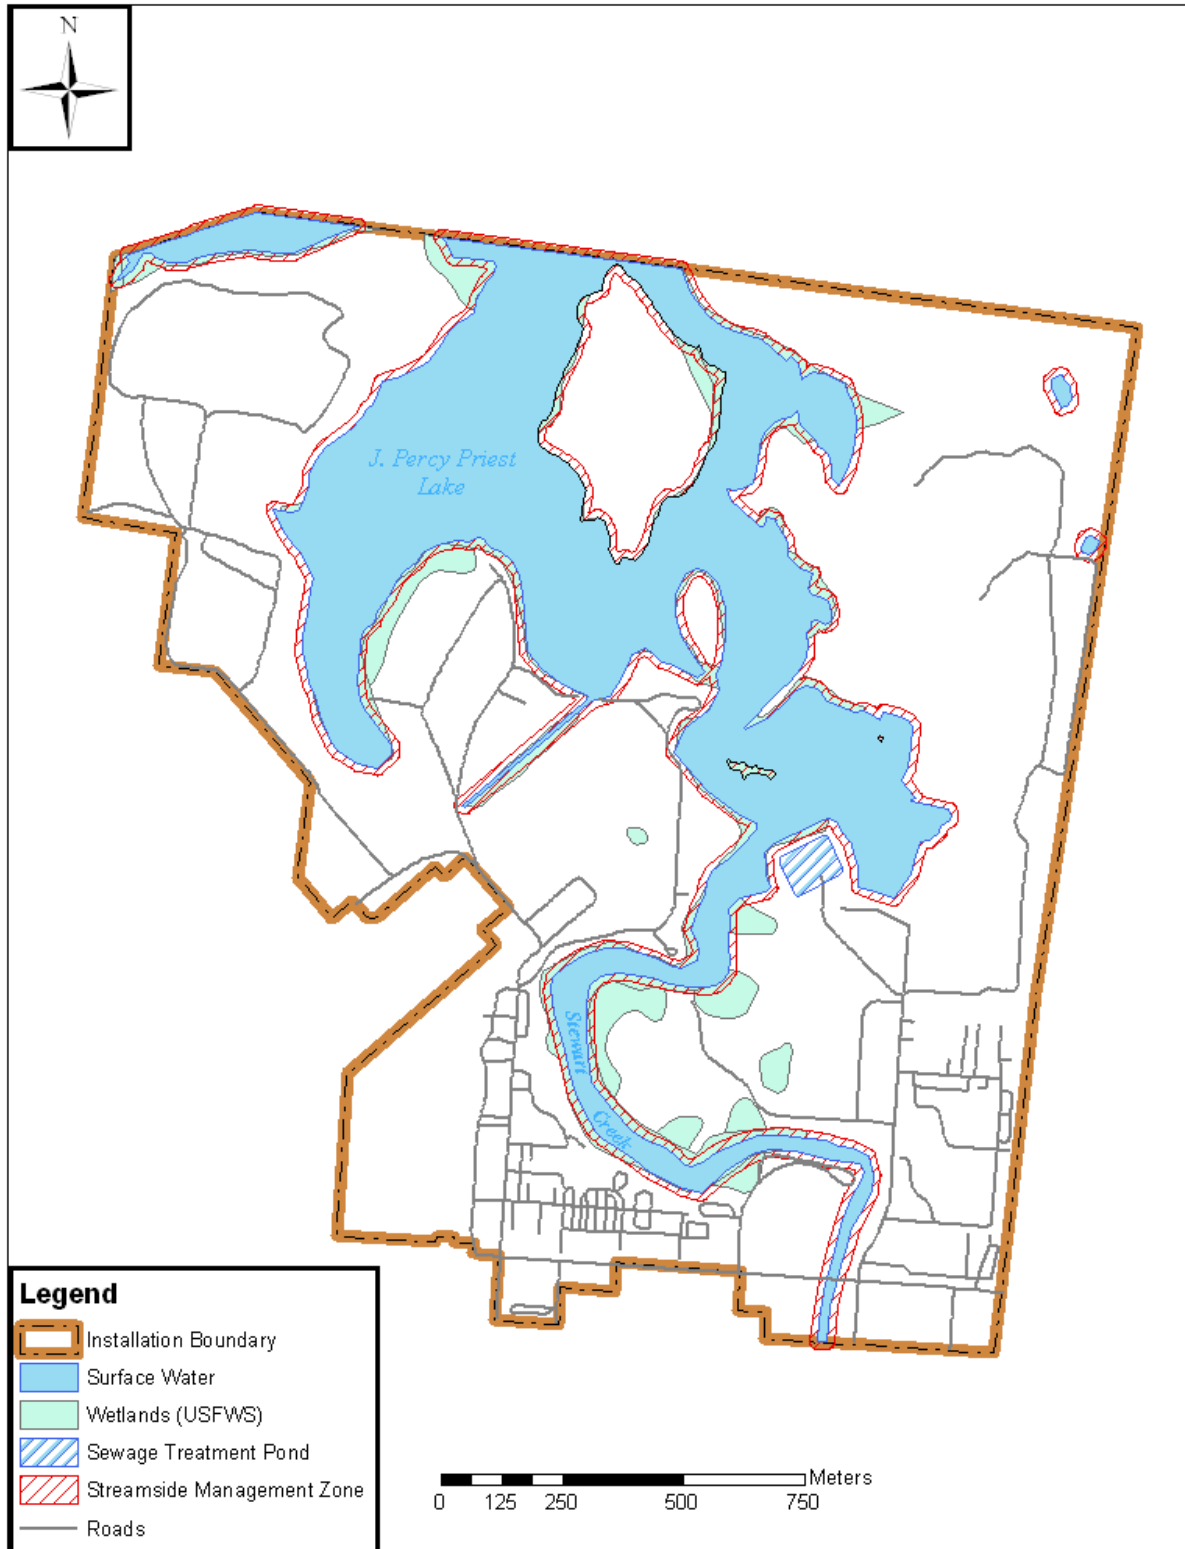 N
J. Percy Priest
Lake
Stewart
Creek
Legend
Installation Boundary
Surface Water
Wetlands (USFWS)
Sewage Treatment Pond
Streamside Management Zone
Roads
Meters
0 125 250 500 750